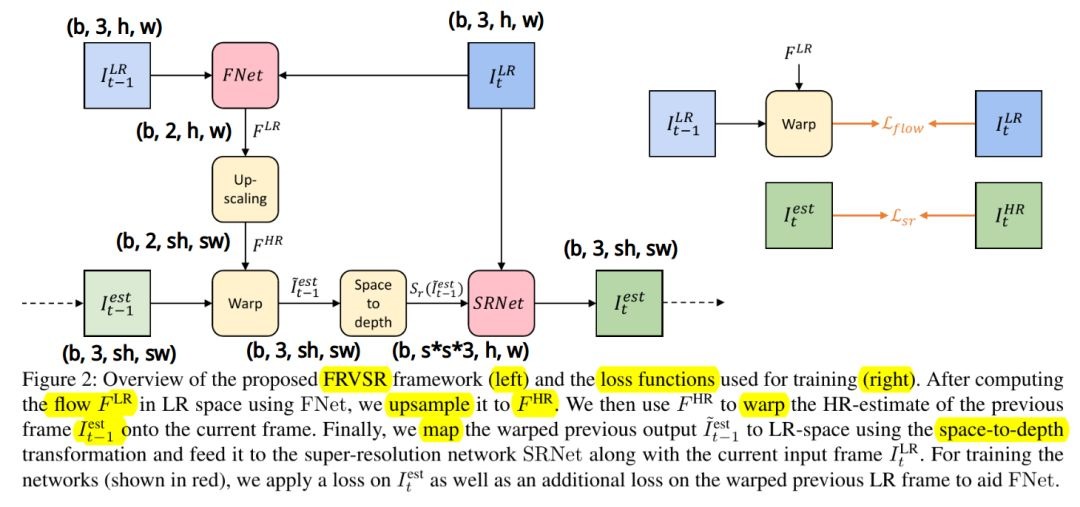 (b, 3, h, w)
(b, 3, h, w)
I_{t-1}^{LR}
FNet
I_t^{LR}
(b, 2, h, w)
F^{LR}
Up-
scaling
(b, 2, sh, sw)
F^{HR}
(b, 3, sh, sw)
I_{t-1}^{est}
Warp
Ĩ_{t-1}^{est}
Space
to
depth
S_r(Ĩ_{t-1}^{est})
SRNet
I_t^{est}
(b, 3, sh, sw)
(b, 3, sh, sw)
(b, s*s*3, h, w)
F^{LR}
I_{t-1}^{LR}
Warp
ℒ_{flow}
I_t^{LR}
I_t^{est}
ℒ_{sr}
I_t^{HR}
Figure 2: Overview of the proposed FRVSR framework (left) and the loss functions used for training (right). After computing
the flow F^{LR} in LR space using FNet, we upsample it to F^{HR}. We then use F^{HR} to warp the HR-estimate of the previous
frame I_{t-1}^{est} onto the current frame. Finally, we map the warped previous output Ĩ_{t-1}^{est} to LR-space using the space-to-depth
transformation and feed it to the super-resolution network SRNet along with the current input frame I_t^{LR}. For training the
networks (shown in red), we apply a loss on I_t^{est} as well as an additional loss on the warped previous LR frame to aid FNet.